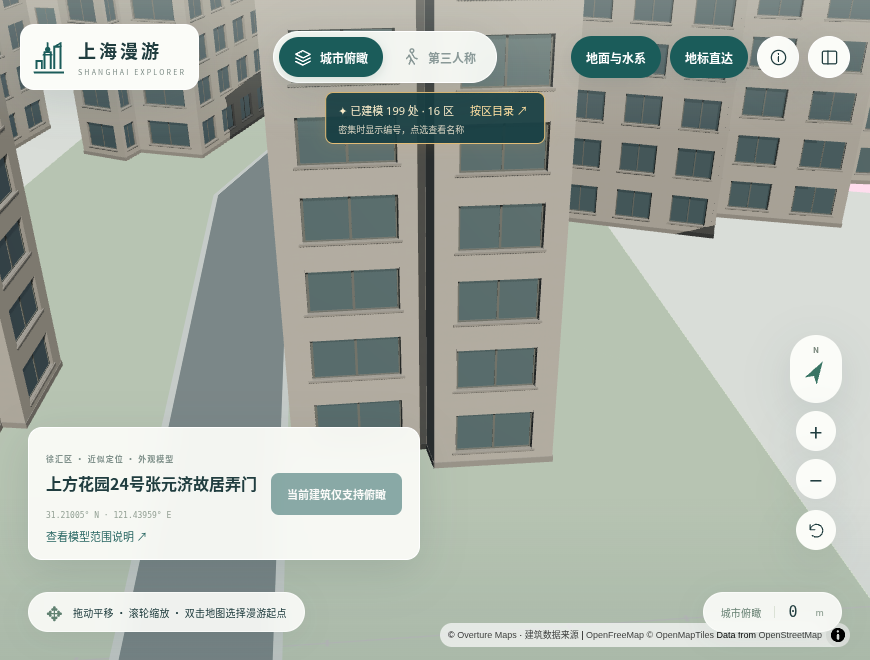 上海漫游
SHANGHAI EXPLORER
城市俯瞰
第三人称
地面与水系
地标直达
✦ 已建模 199 处 · 16 区 按区目录 ↗
密集时显示编号，点选查看名称
N
+
−
徐汇区 · 近似定位 · 外观模型
上方花园24号张元济故居弄门
当前建筑仅支持俯瞰
31.21005° N · 121.43959° E
查看模型范围说明 ↗
拖动平移 · 滚轮缩放 · 双击地图选择漫游起点
城市俯瞰 0 m
© Overture Maps · 建筑数据来源 | OpenFreeMap © OpenMapTiles Data from OpenStreetMap